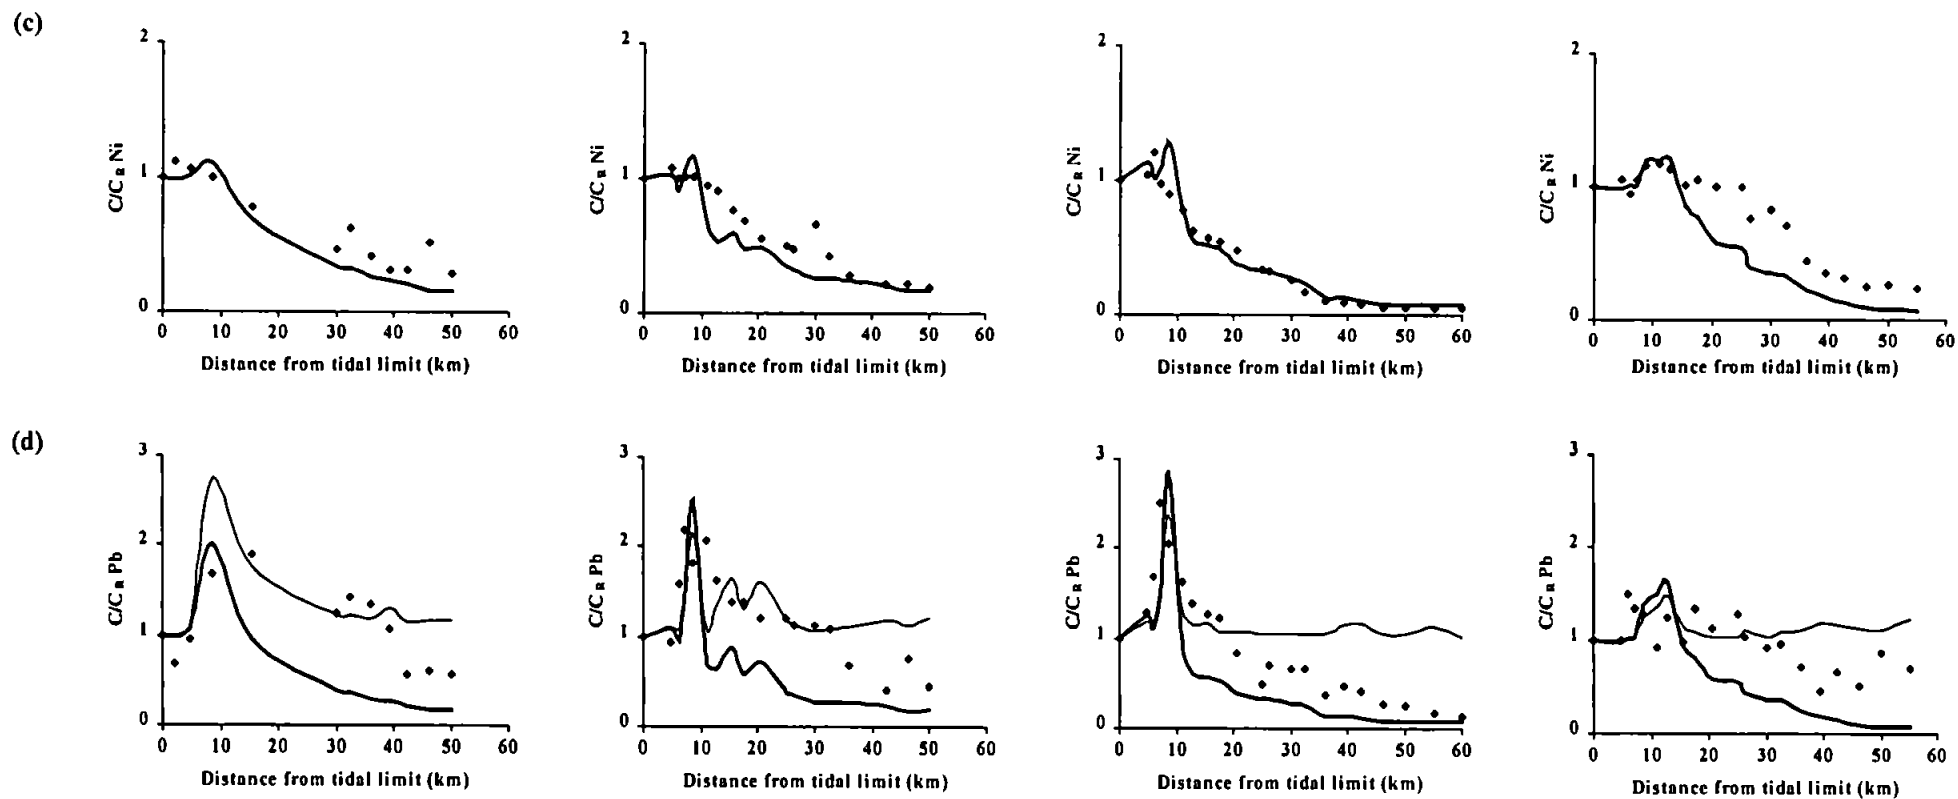 (c)
2 2 2 2
C/C R Ni C/C R Ni C/C R Ni C/C R Ni
1 1 1 1
0 0 0 0
0 10 20 30 40 50 60 0 10 20 30 40 50 60 0 10 20 30 40 50 60 0 10 20 30 40 50 60
Distance from tidal limit (km) Distance from tidal limit (km) Distance from tidal limit (km) Distance from tidal limit (km)
(d)
3 3 3 3
2 2 2 2
C/C R Pb C/C R Pb C/C R Pb C/C R Pb
1 1 1 1
0 0 0 0
0 10 20 30 40 50 60 0 10 20 30 40 50 60 0 10 20 30 40 50 60 0 10 20 30 40 50 60
Distance from tidal limit (km) Distance from tidal limit (km) Distance from tidal limit (km) Distance from tidal limit (km)